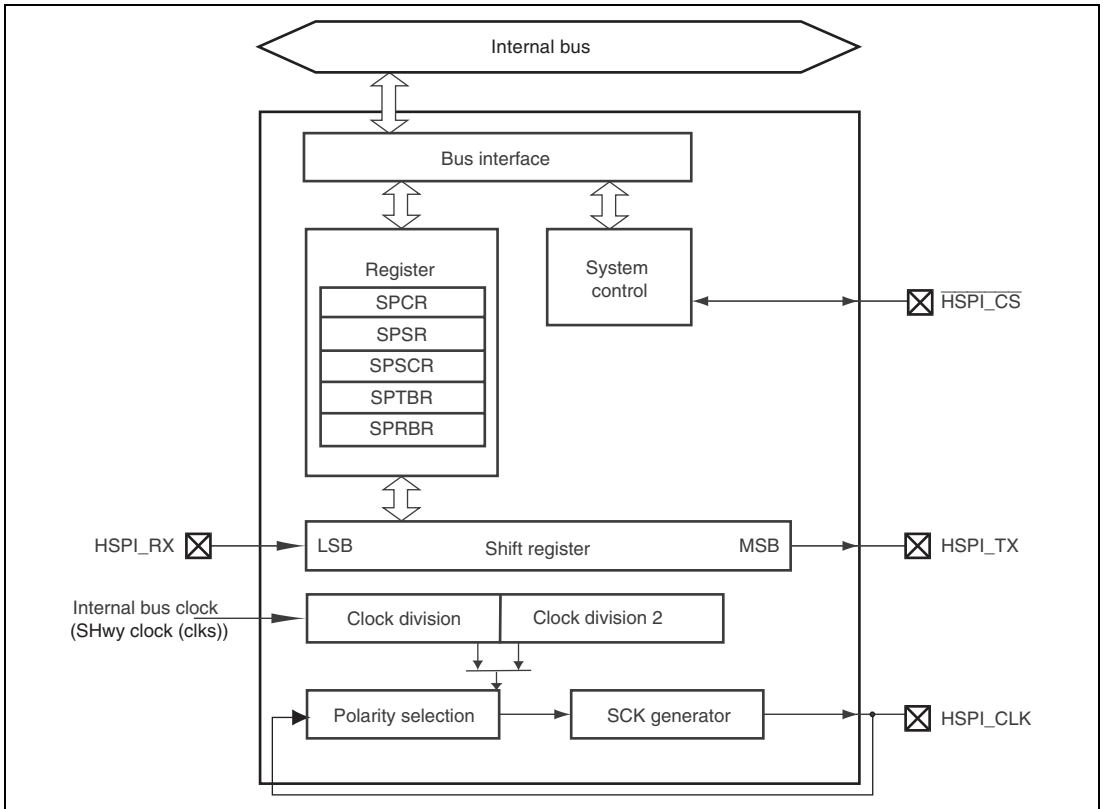 Internal bus
Bus interface
Register
SPCR
SPSR
SPSCR
SPTBR
SPRBR
System
control
HSPI_CS
HSPI_RX
LSB
Shift register
MSB
HSPI_TX
Internal bus clock
(SHwy clock (clks))
Clock division
Clock division 2
Polarity selection
SCK generator
HSPI_CLK